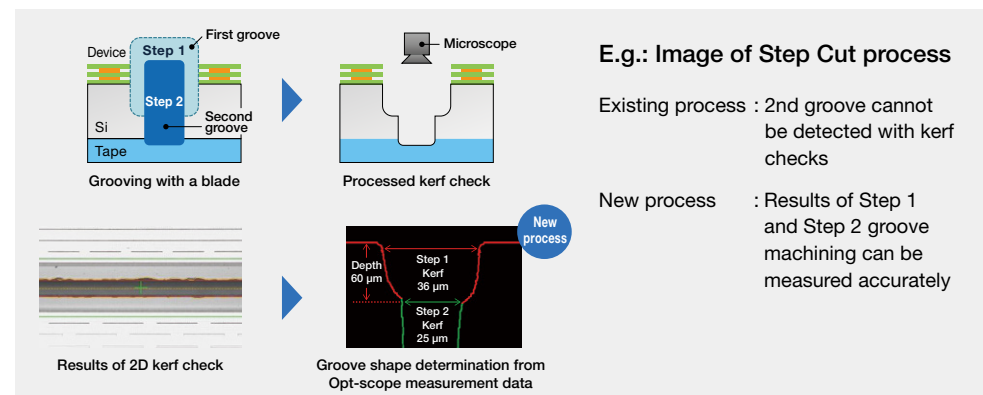 First groove
Device
Step 1
Step 2
Second
groove
Si
Tape
Grooving with a blade
Microscope
Processed kerf check
Results of 2D kerf check
New
process
Depth
60 µm
Step 1
Kerf
36 µm
Step 2
Kerf
25 µm
Groove shape determination from
Opt-scope measurement data
E.g.: Image of Step Cut process
Existing process : 2nd groove cannot
be detected with kerf
checks
New process : Results of Step 1
and Step 2 groove
machining can be
measured accurately